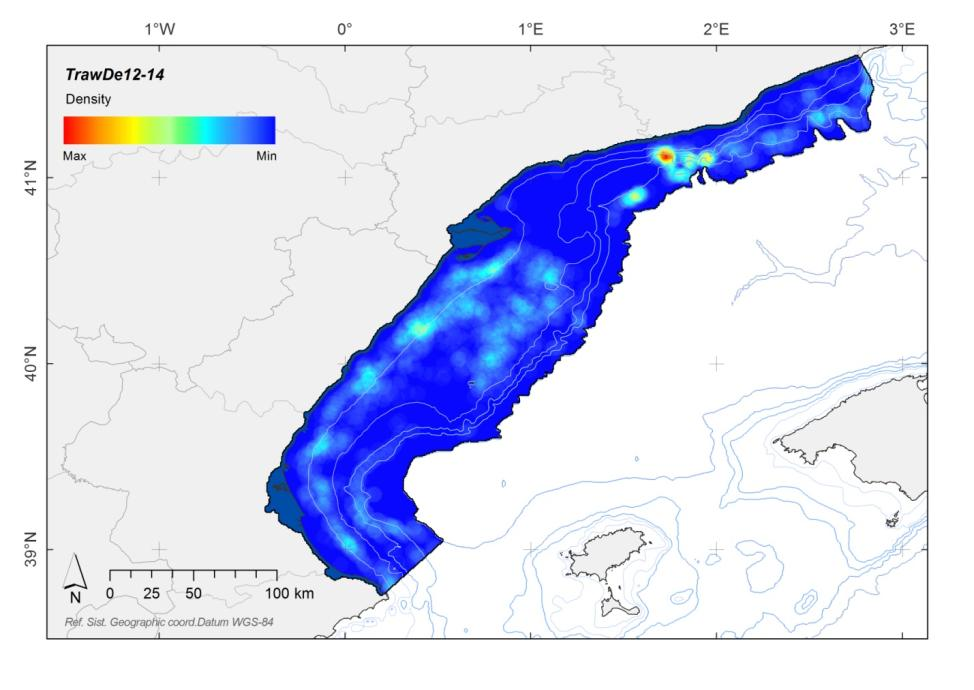 1°W 0° 1°E 2°E 3°E
TrawDe12-14
Density
Max Min
41°N
40°N
39°N
N
0 25 50 100 km
Ref. Sist. Geographic coord.Datum WGS-84